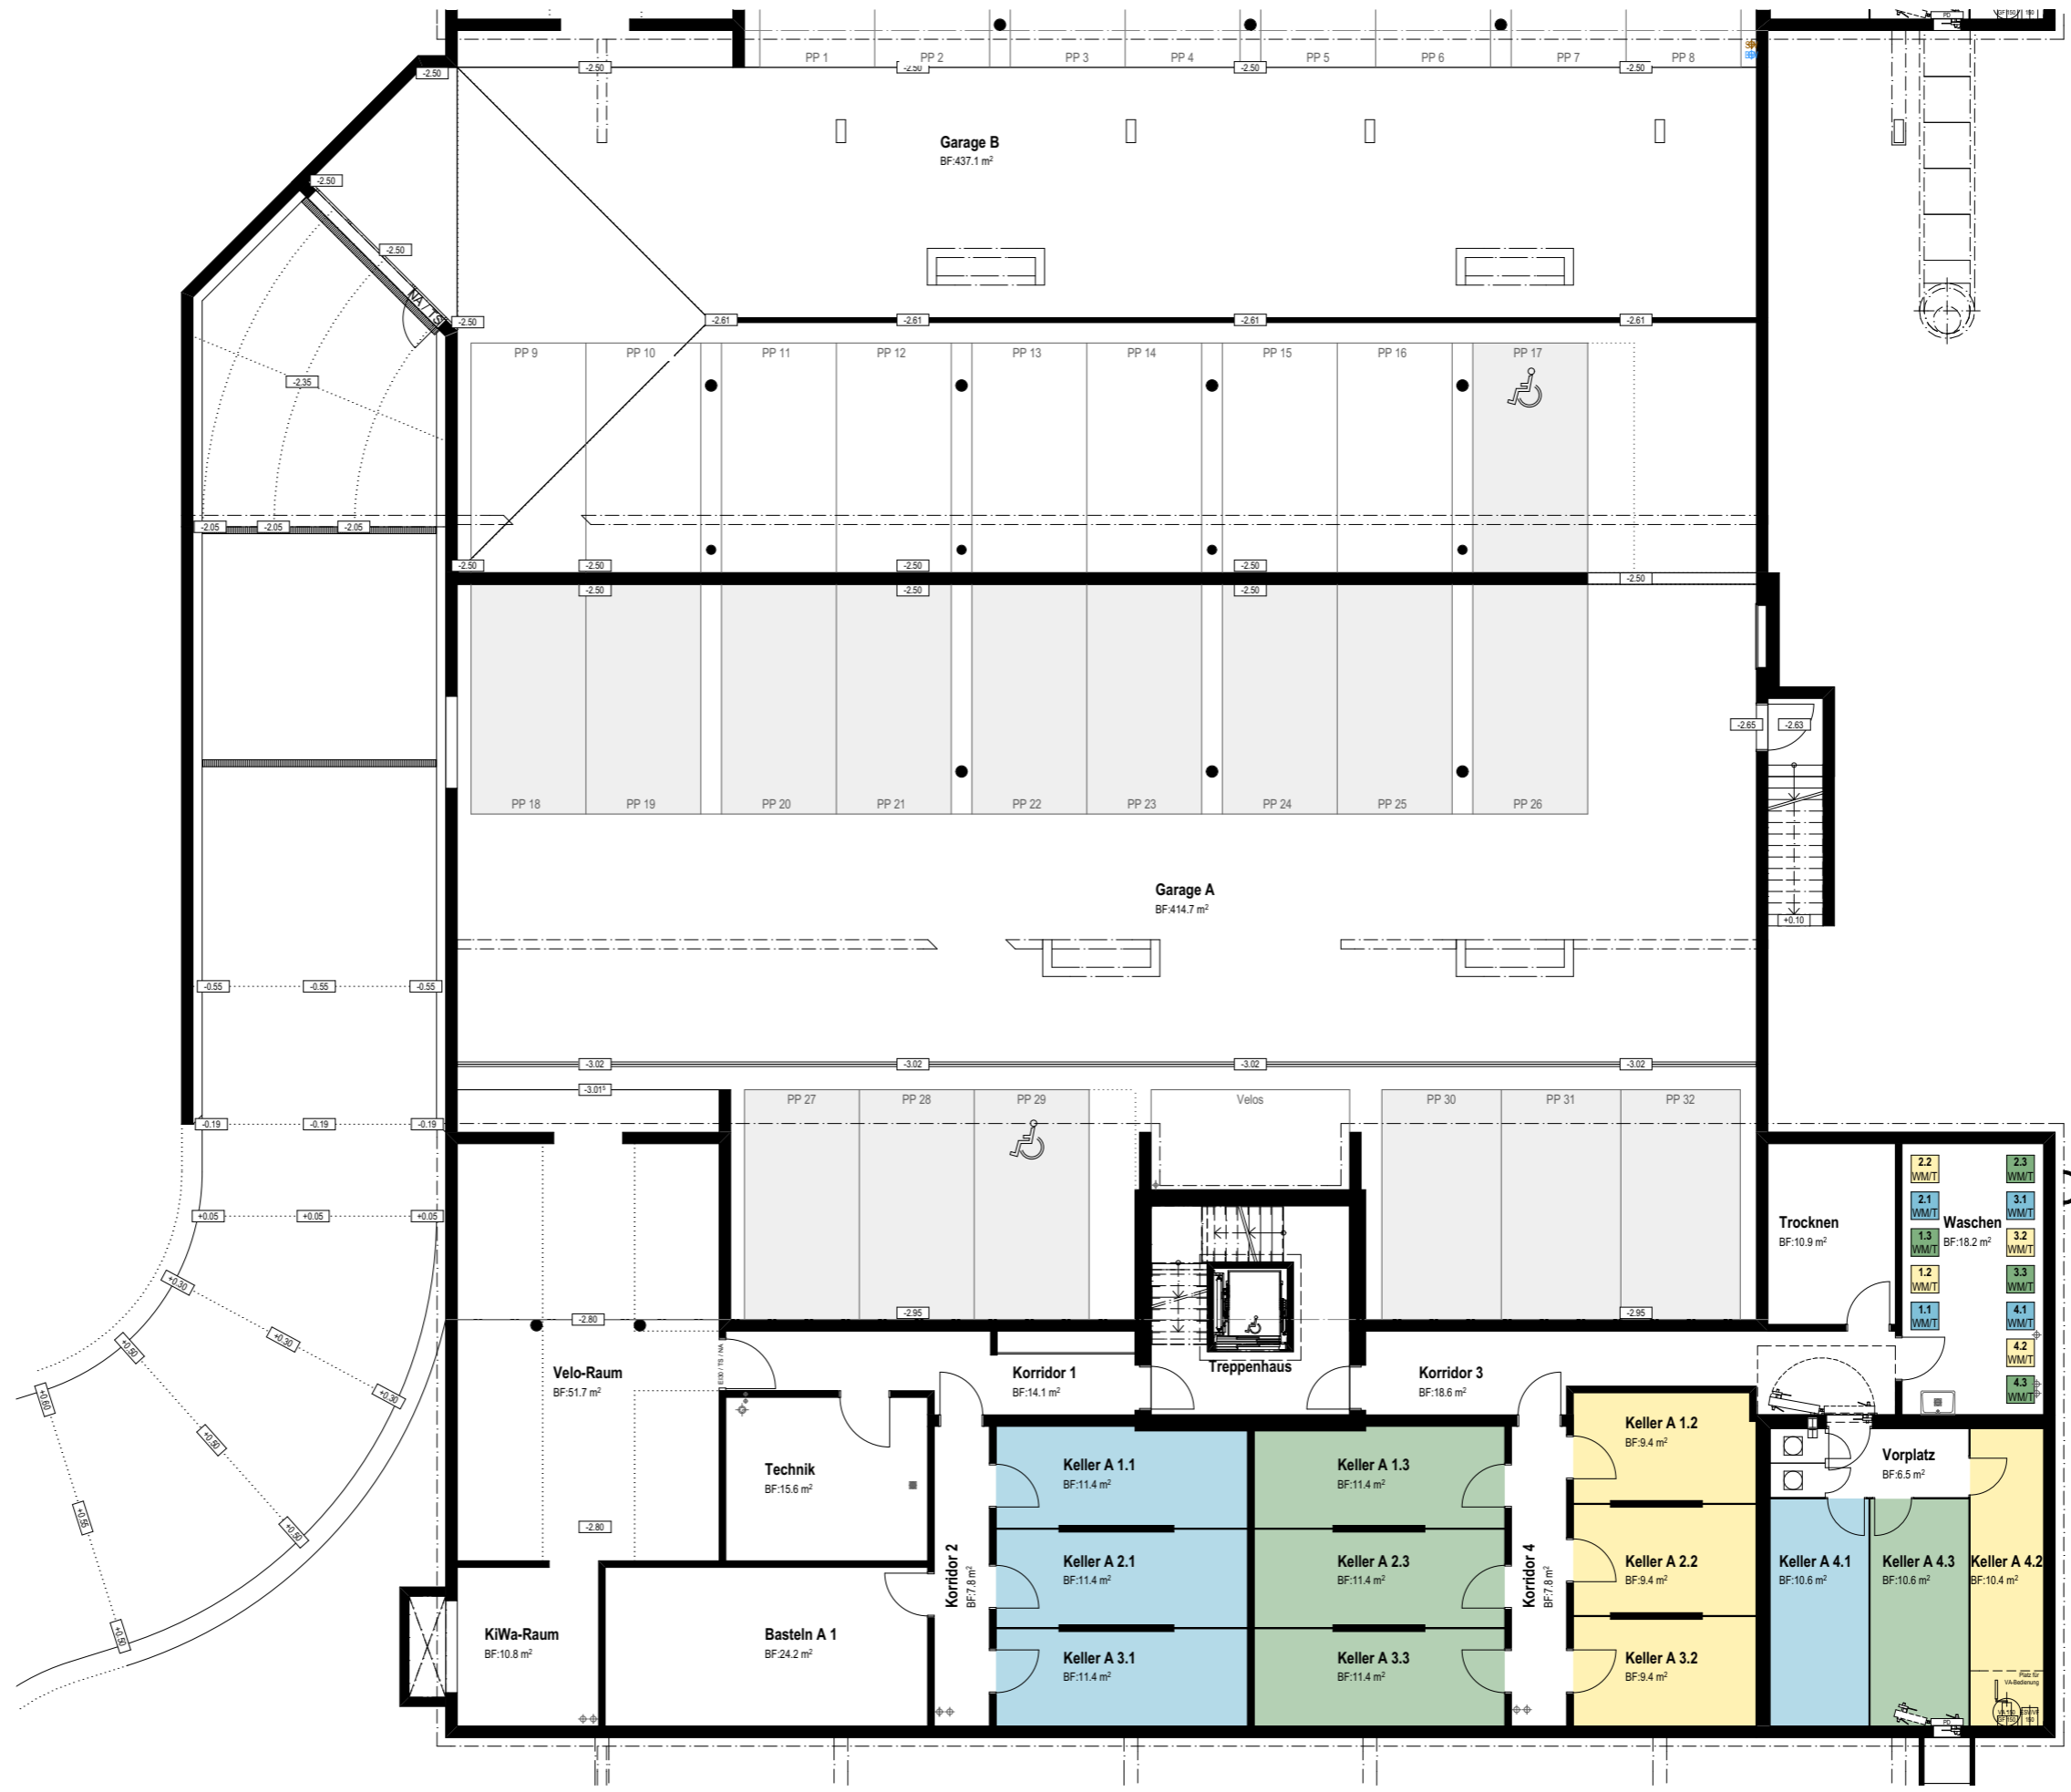 PP 1
PP 2
PP 3
PP 4
PP 5
PP 6
PP 7
PP 8
-2.50
-2.50
-2.50
-2.50
-2.50
Garage B
BF:437.1 m²
-2.50
-2.50
NA / TS
-2.50
-2.61
-2.61
-2.61
-2.61
PP 9
PP 10
PP 11
PP 12
PP 13
PP 14
PP 15
PP 16
PP 17
-2.35
-2.05
-2.05
-2.05
-2.50
-2.50
-2.50
-2.50
-2.50
-2.50
-2.50
-2.50
PP 18
PP 19
PP 20
PP 21
PP 22
PP 23
PP 24
PP 25
PP 26
-2.65
-2.63
Garage A
BF:414.7 m²
+0.10
-0.55
-0.55
-0.55
-3.02
-3.02
-3.02
-3.02
-3.01⁵
PP 27
PP 28
PP 29
Velos
PP 30
PP 31
PP 32
-0.19
-0.19
-0.19
+0.05
+0.05
+0.05
+0.30
+0.30
+0.30
+0.50
+0.50
+0.50
+0.60
+0.55
+0.50
-2.95
-2.95
-2.80
Trocknen
BF:10.9 m²
Waschen
BF:18.2 m²
2.2
WM/T
2.1
WM/T
1.3
WM/T
1.2
WM/T
1.1
WM/T
2.3
WM/T
3.1
WM/T
3.2
WM/T
3.3
WM/T
4.1
WM/T
4.2
WM/T
4.3
WM/T
Velo-Raum
BF:51.7 m²
EI30 / TS / NA
Korridor 1
BF:14.1 m²
Treppenhaus
Korridor 3
BF:18.6 m²
Technik
BF:15.6 m²
-2.80
Keller A 1.1
BF:11.4 m²
Keller A 1.3
BF:11.4 m²
Keller A 1.2
BF:9.4 m²
Vorplatz
BF:6.5 m²
Korridor 2
BF:7.8 m²
Keller A 2.1
BF:11.4 m²
Keller A 2.3
BF:11.4 m²
Korridor 4
BF:7.8 m²
Keller A 2.2
BF:9.4 m²
Keller A 4.1
BF:10.6 m²
Keller A 4.3
BF:10.6 m²
Keller A 4.2
BF:10.4 m²
KiWa-Raum
BF:10.8 m²
Basteln A 1
BF:24.2 m²
Keller A 3.1
BF:11.4 m²
Keller A 3.3
BF:11.4 m²
Keller A 3.2
BF:9.4 m²
Platz für
VA-Bedienung
PD